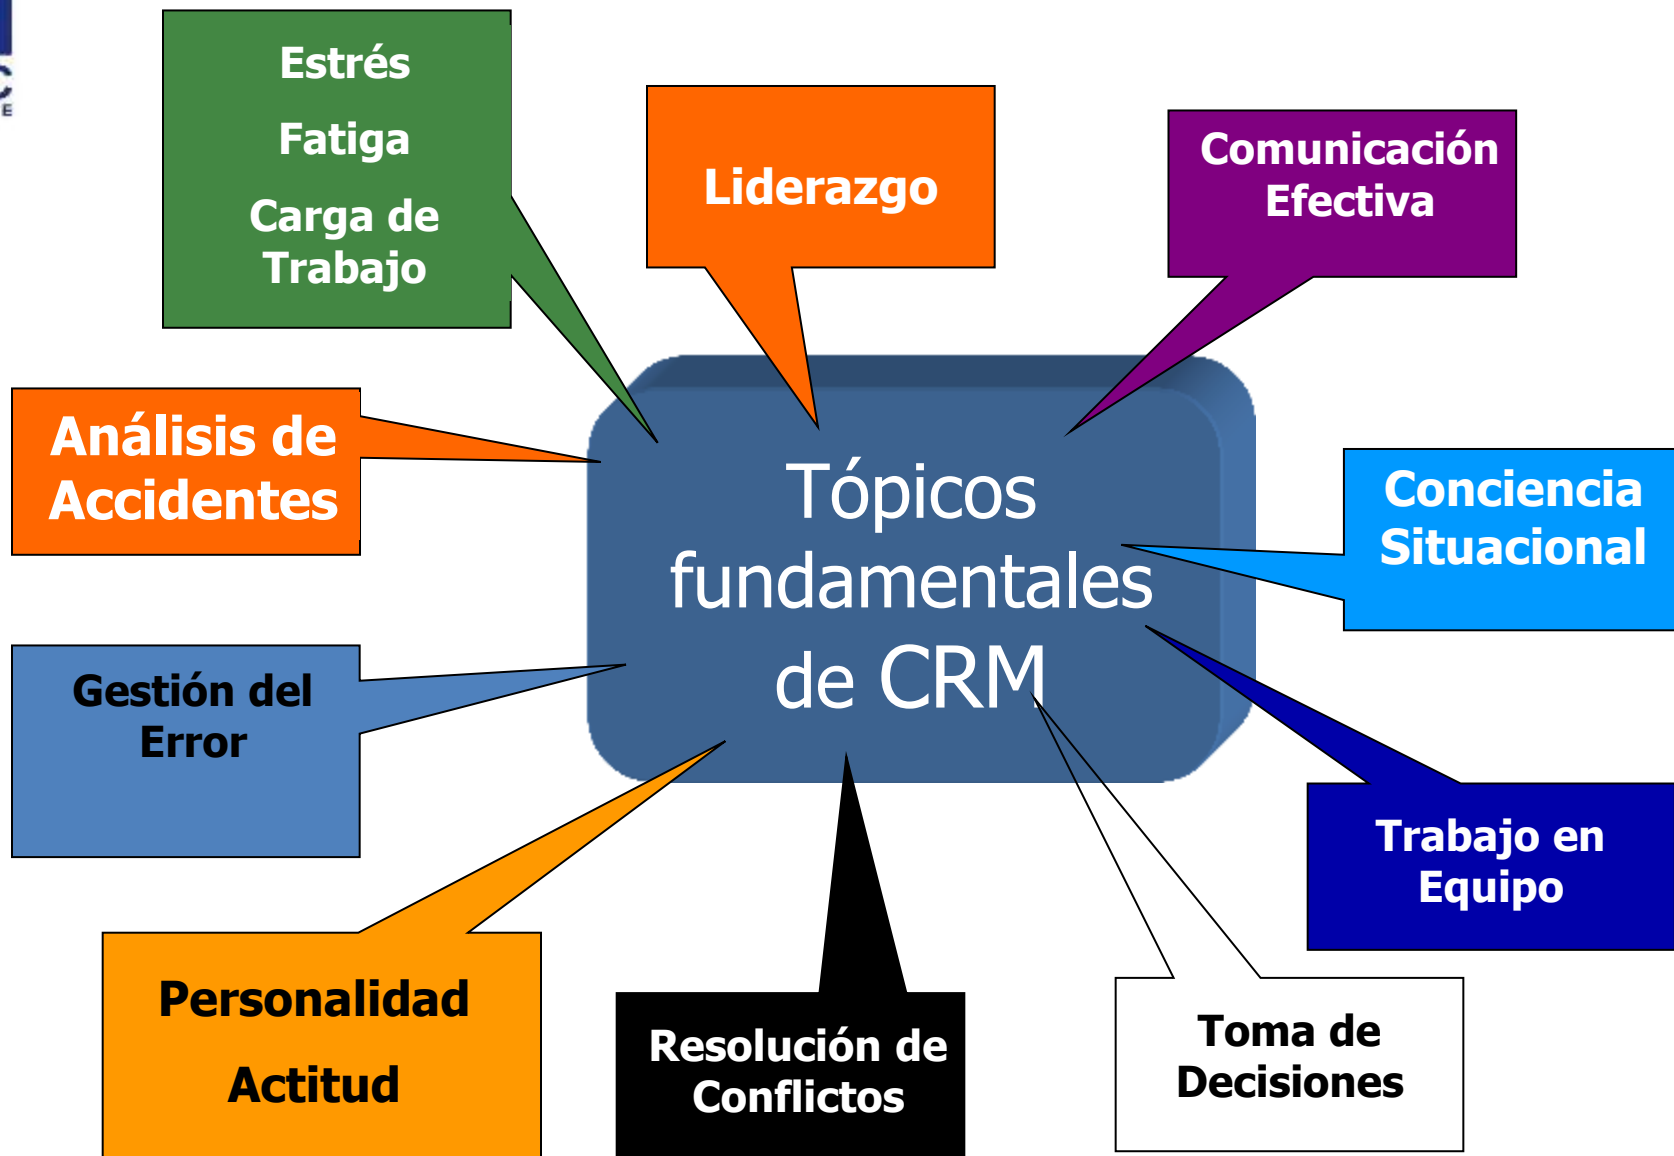 C
E
Estrés
Fatiga
Carga de
Trabajo
Liderazgo
Comunicación
Efectiva
Análisis de
Accidentes
Tópicos
fundamentales
de CRM
Conciencia
Situacional
Gestión del
Error
Trabajo en
Equipo
Personalidad
Actitud
Resolución de
Conflictos
Toma de
Decisiones